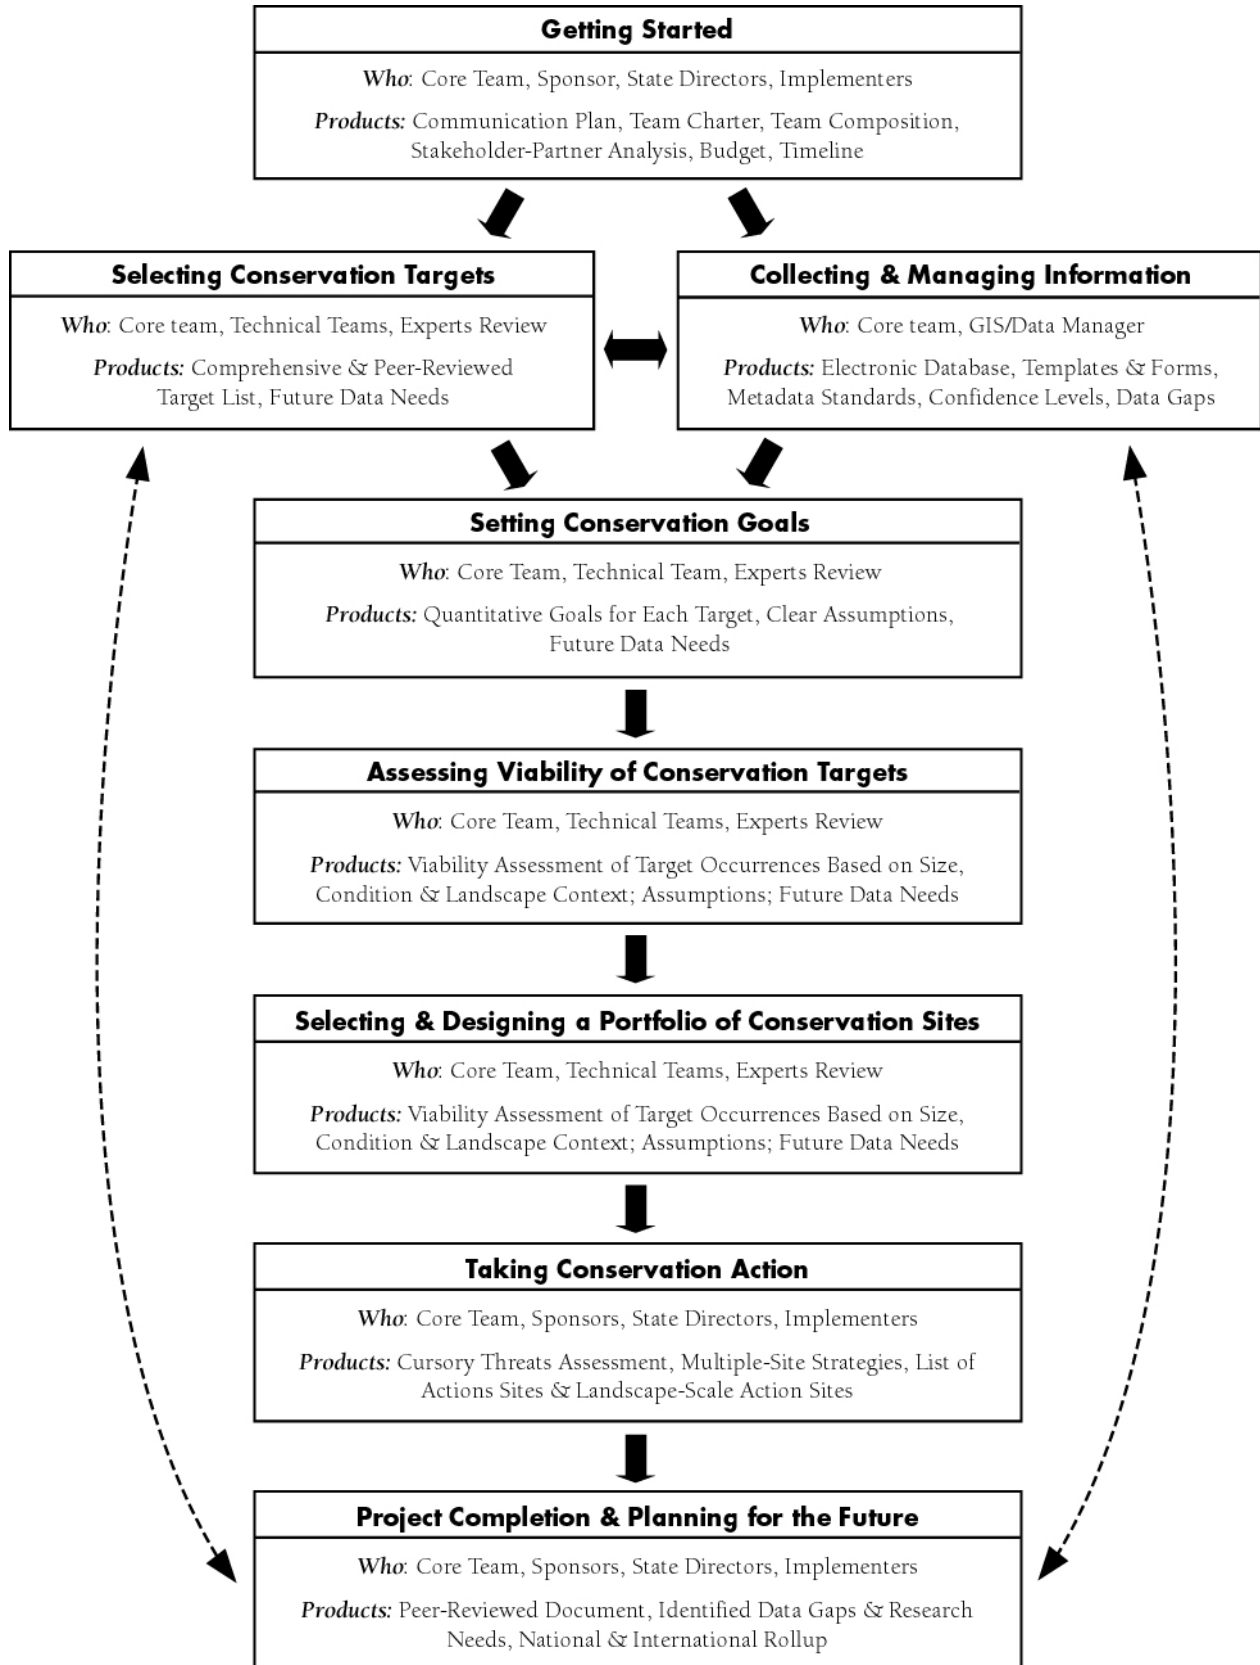 Getting Started
Who: Core Team, Sponsor, State Directors, Implementers
Products: Communication Plan, Team Charter, Team Composition,
Stakeholder-Partner Analysis, Budget, Timeline
Selecting Conservation Targets
Who: Core team, Technical Teams, Experts Review
Products: Comprehensive & Peer-Reviewed
Target List, Future Data Needs
Collecting & Managing Information
Who: Core team, GIS/Data Manager
Products: Electronic Database, Templates & Forms,
Metadata Standards, Confidence Levels, Data Gaps
Setting Conservation Goals
Who: Core Team, Technical Team, Experts Review
Products: Quantitative Goals for Each Target, Clear Assumptions,
Future Data Needs
Assessing Viability of Conservation Targets
Who: Core Team, Technical Teams, Experts Review
Products: Viability Assessment of Target Occurrences Based on Size,
Condition & Landscape Context; Assumptions; Future Data Needs
Selecting & Designing a Portfolio of Conservation Sites
Who: Core Team, Technical Teams, Experts Review
Products: Viability Assessment of Target Occurrences Based on Size,
Condition & Landscape Context; Assumptions; Future Data Needs
Taking Conservation Action
Who: Core Team, Sponsors, State Directors, Implementers
Products: Cursory Threats Assessment, Multiple-Site Strategies, List of
Actions Sites & Landscape-Scale Action Sites
Project Completion & Planning for the Future
Who: Core Team, Sponsors, State Directors, Implementers
Products: Peer-Reviewed Document, Identified Data Gaps & Research
Needs, National & International Rollup